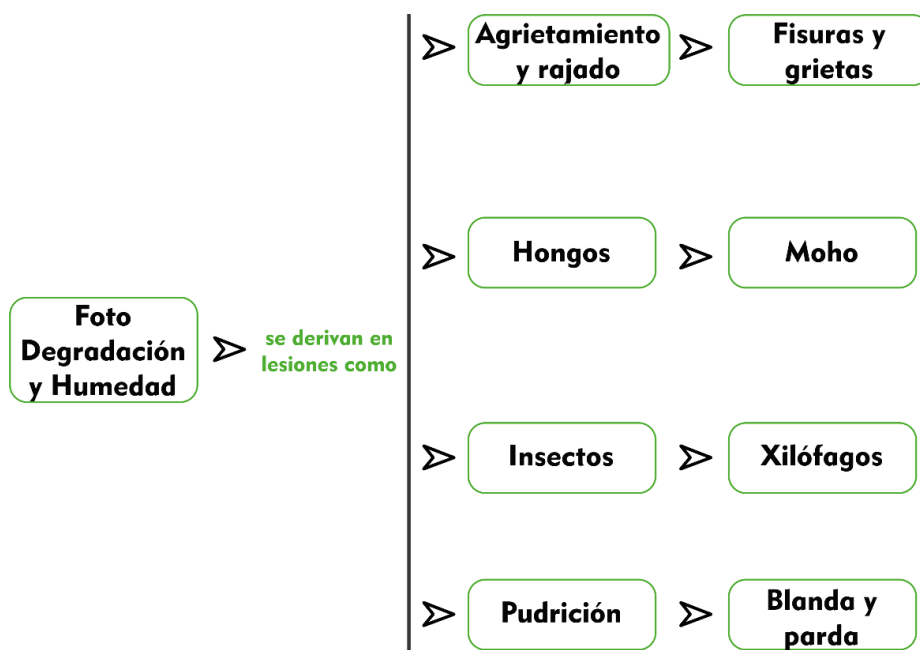 Agrietamiento
y rajado
Fisuras y
grietas
Hongos
Moho
Foto
Degradación
y Humedad
se derivan en
lesiones como
Insectos
Xilófagos
Pudrición
Blanda y
parda